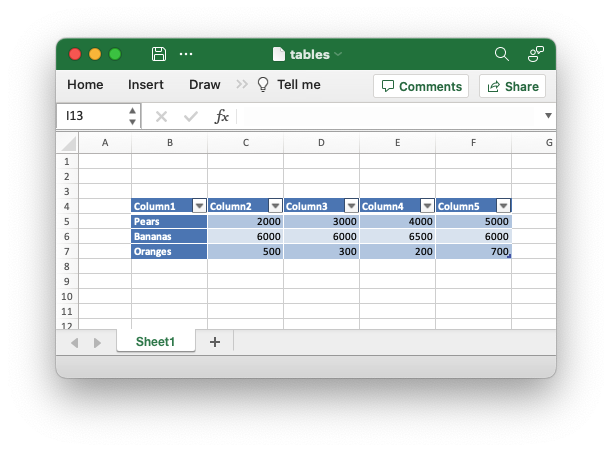 tables
Home Insert Draw Tell me Comments Share
I13 fx
A B C D E F G
1
2
3
4 Column1 Column2 Column3 Column4 Column5
5 Pears 2000 3000 4000 5000
6 Bananas 6000 6000 6500 6000
7 Oranges 500 300 200 700
8
9
10
11
12
Sheet1 +